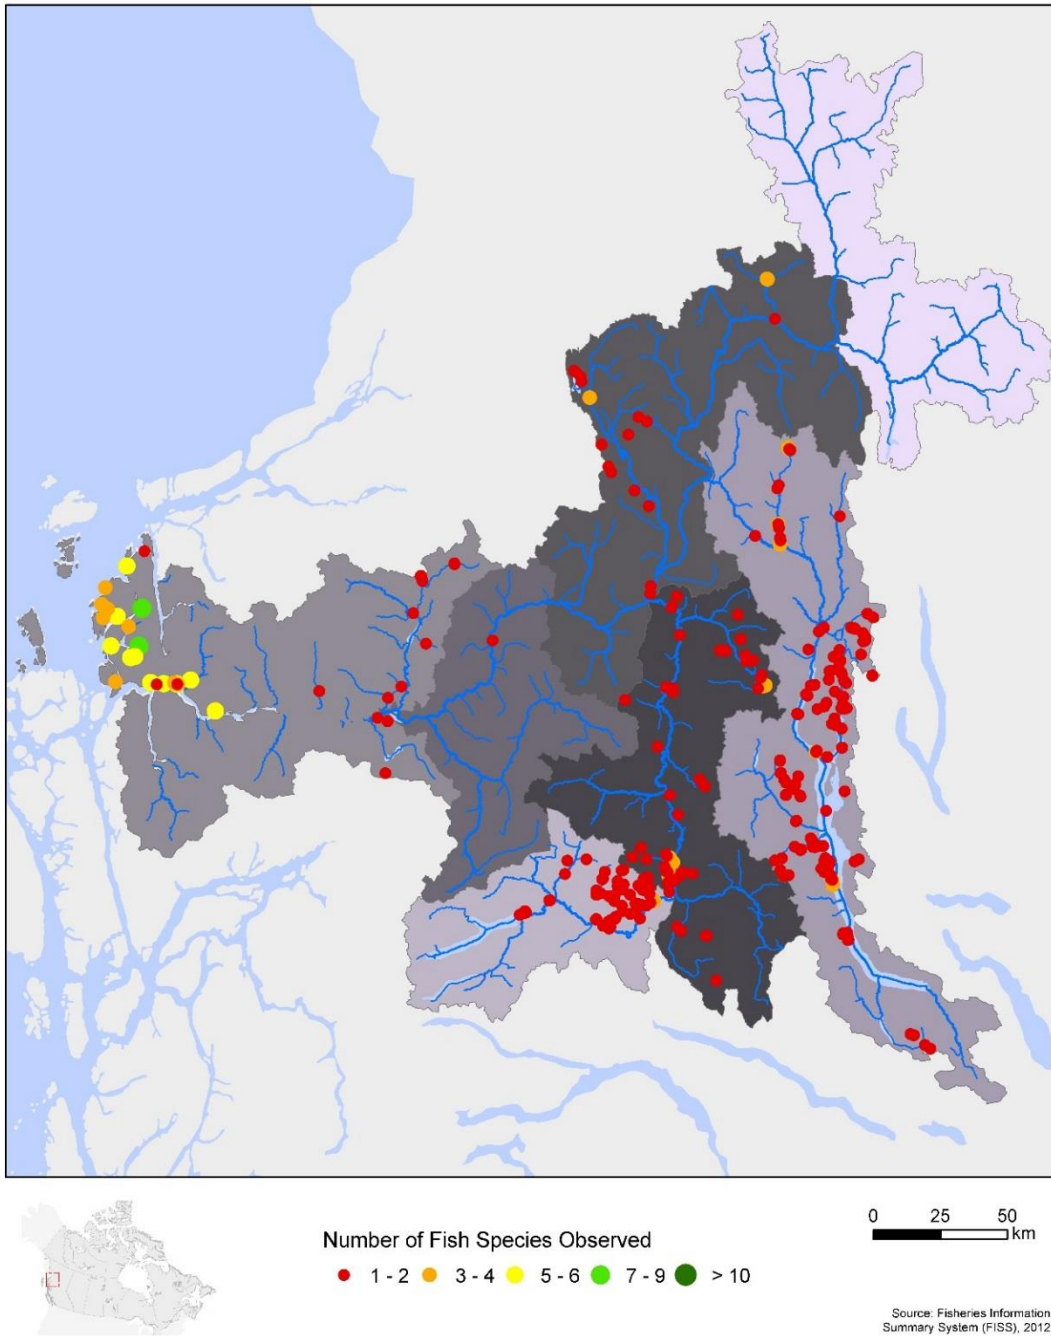 Number of Fish Species Observed
1 - 2 3 - 4 5 - 6 7 - 9 > 10
0 25 50
km
Source: Fisheries Information
Summary System (FISS), 2012